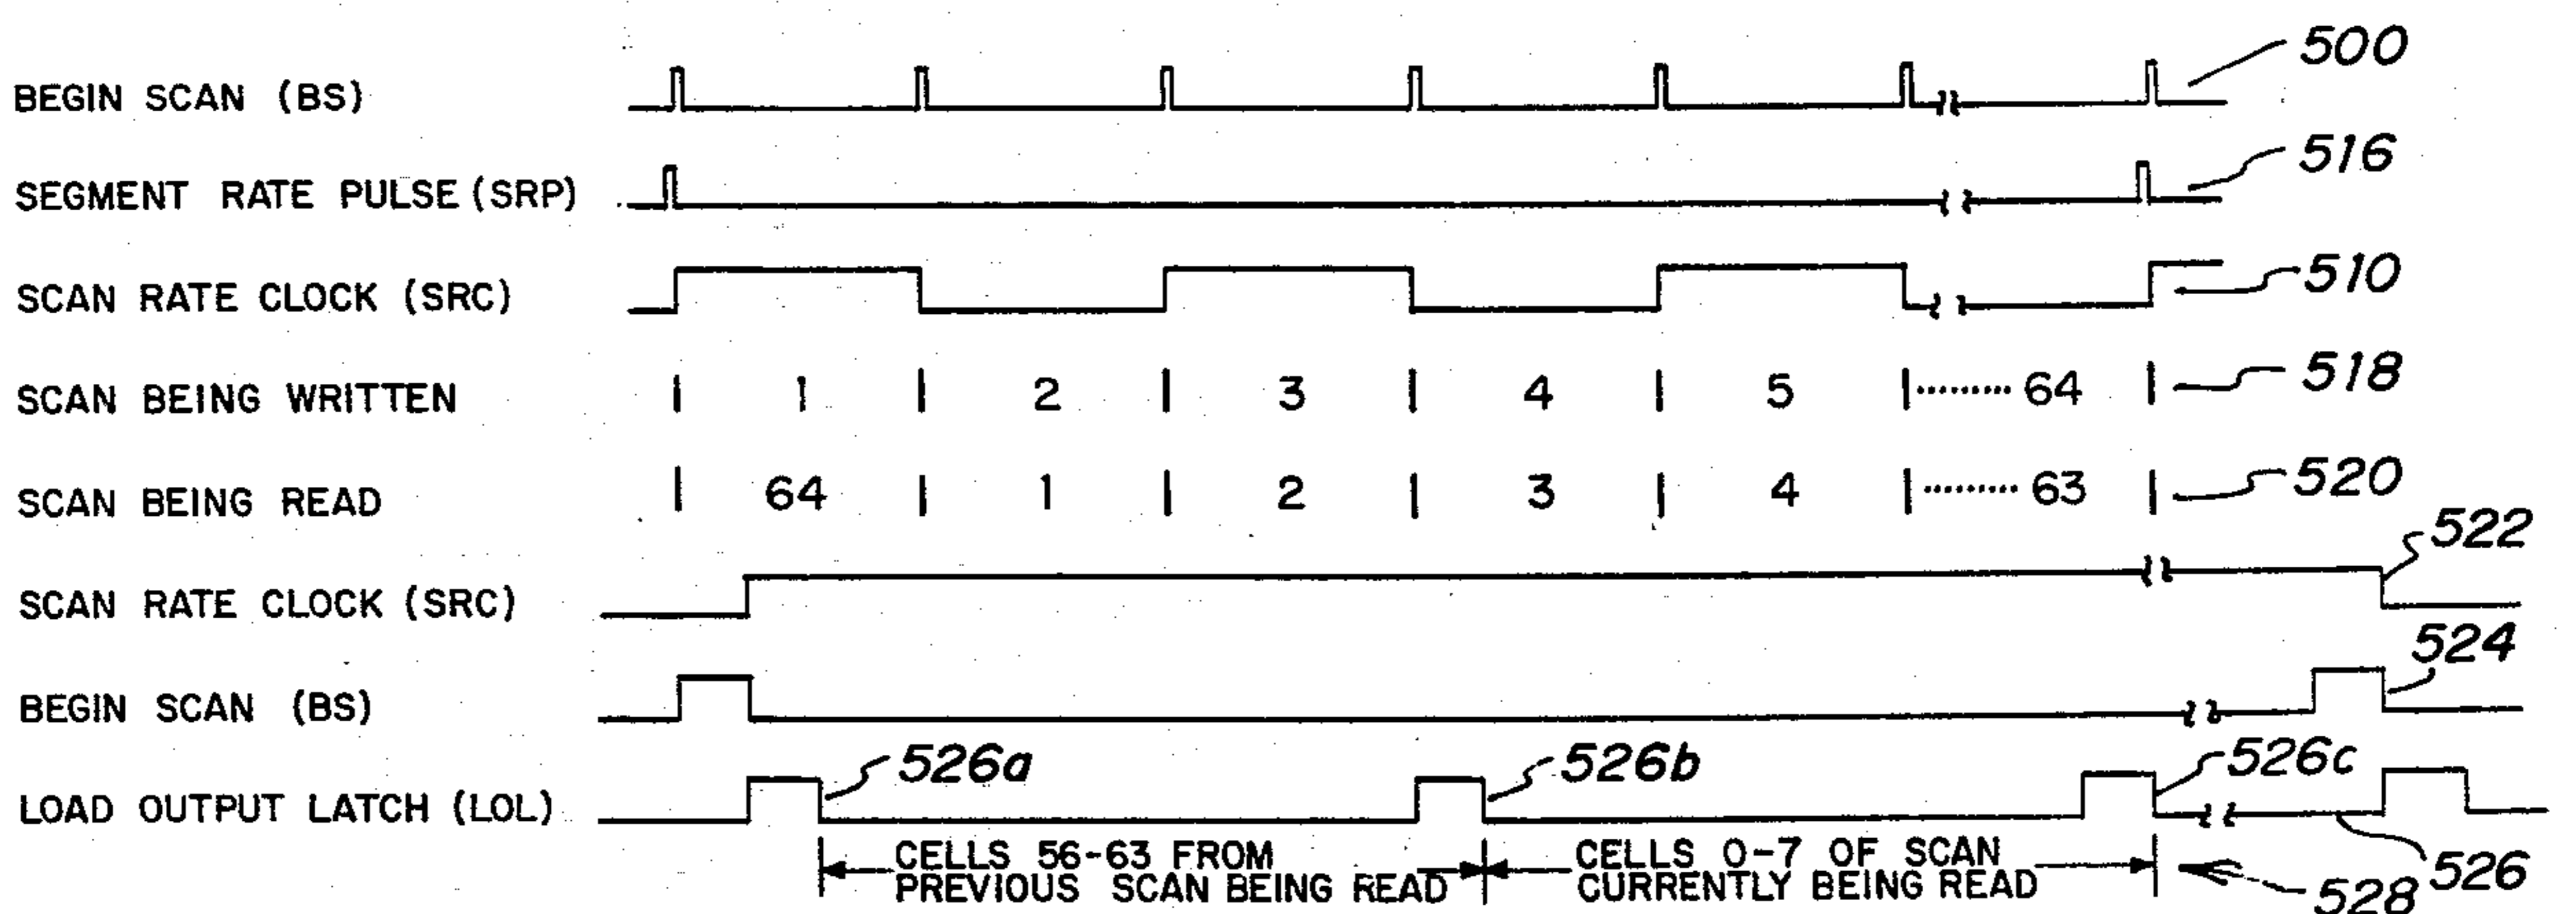 BEGIN SCAN (BS) 500
SEGMENT RATE PULSE (SRP) 516
SCAN RATE CLOCK (SRC) 510
SCAN BEING WRITTEN 1 2 3 4 5 ......... 64 518
SCAN BEING READ 64 1 2 3 4 ......... 63 520
SCAN RATE CLOCK (SRC) 522
BEGIN SCAN (BS) 524
LOAD OUTPUT LATCH (LOL) 526a 526b 526c
CELLS 56-63 FROM
PREVIOUS SCAN BEING READ
CELLS 0-7 OF SCAN
CURRENTLY BEING READ
528 526